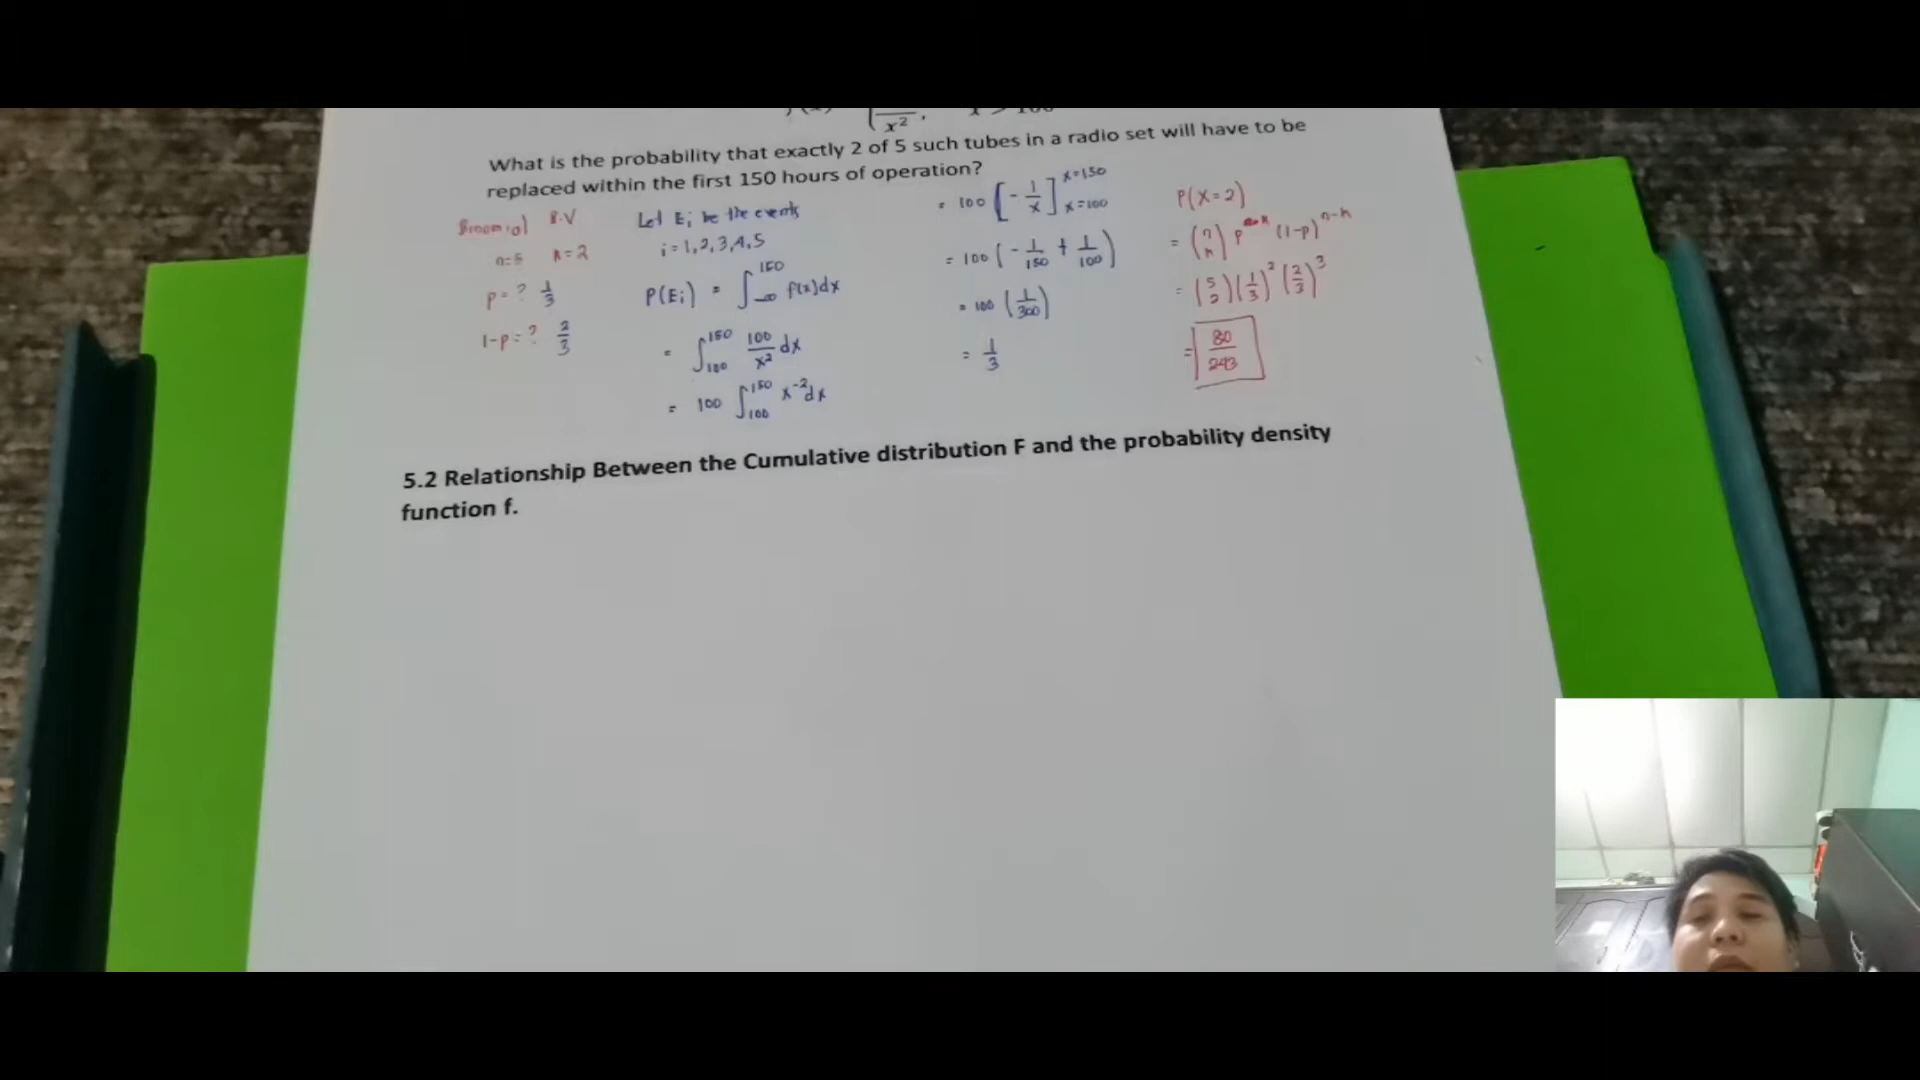 x²,
What is the probability that exactly 2 of 5 such tubes in a radio set will have to be
replaced within the first 150 hours of operation?
Binomial R.V
n=5 k=2
p = ? 1/3
1-p = ? 2/3
Let Eᵢ be the events
i = 1,2,3,4,5
P(Eᵢ) = ∫₋∞¹⁵⁰ f(x)dx
= ∫₁₀₀¹⁵⁰ 100/x² dx
= 100 ∫₁₀₀¹⁵⁰ x⁻²dx
= 100 [- 1/x] x=150 x=100
= 100 (- 1/150 + 1/100)
= 100 (1/300)
= 1/3
P(X=2)
= (n k) p (1-p)ⁿ⁻ᵏ
= (5 2) (1/3)² (2/3)³
= 80/243
5.2 Relationship Between the Cumulative distribution F and the probability density
function f.